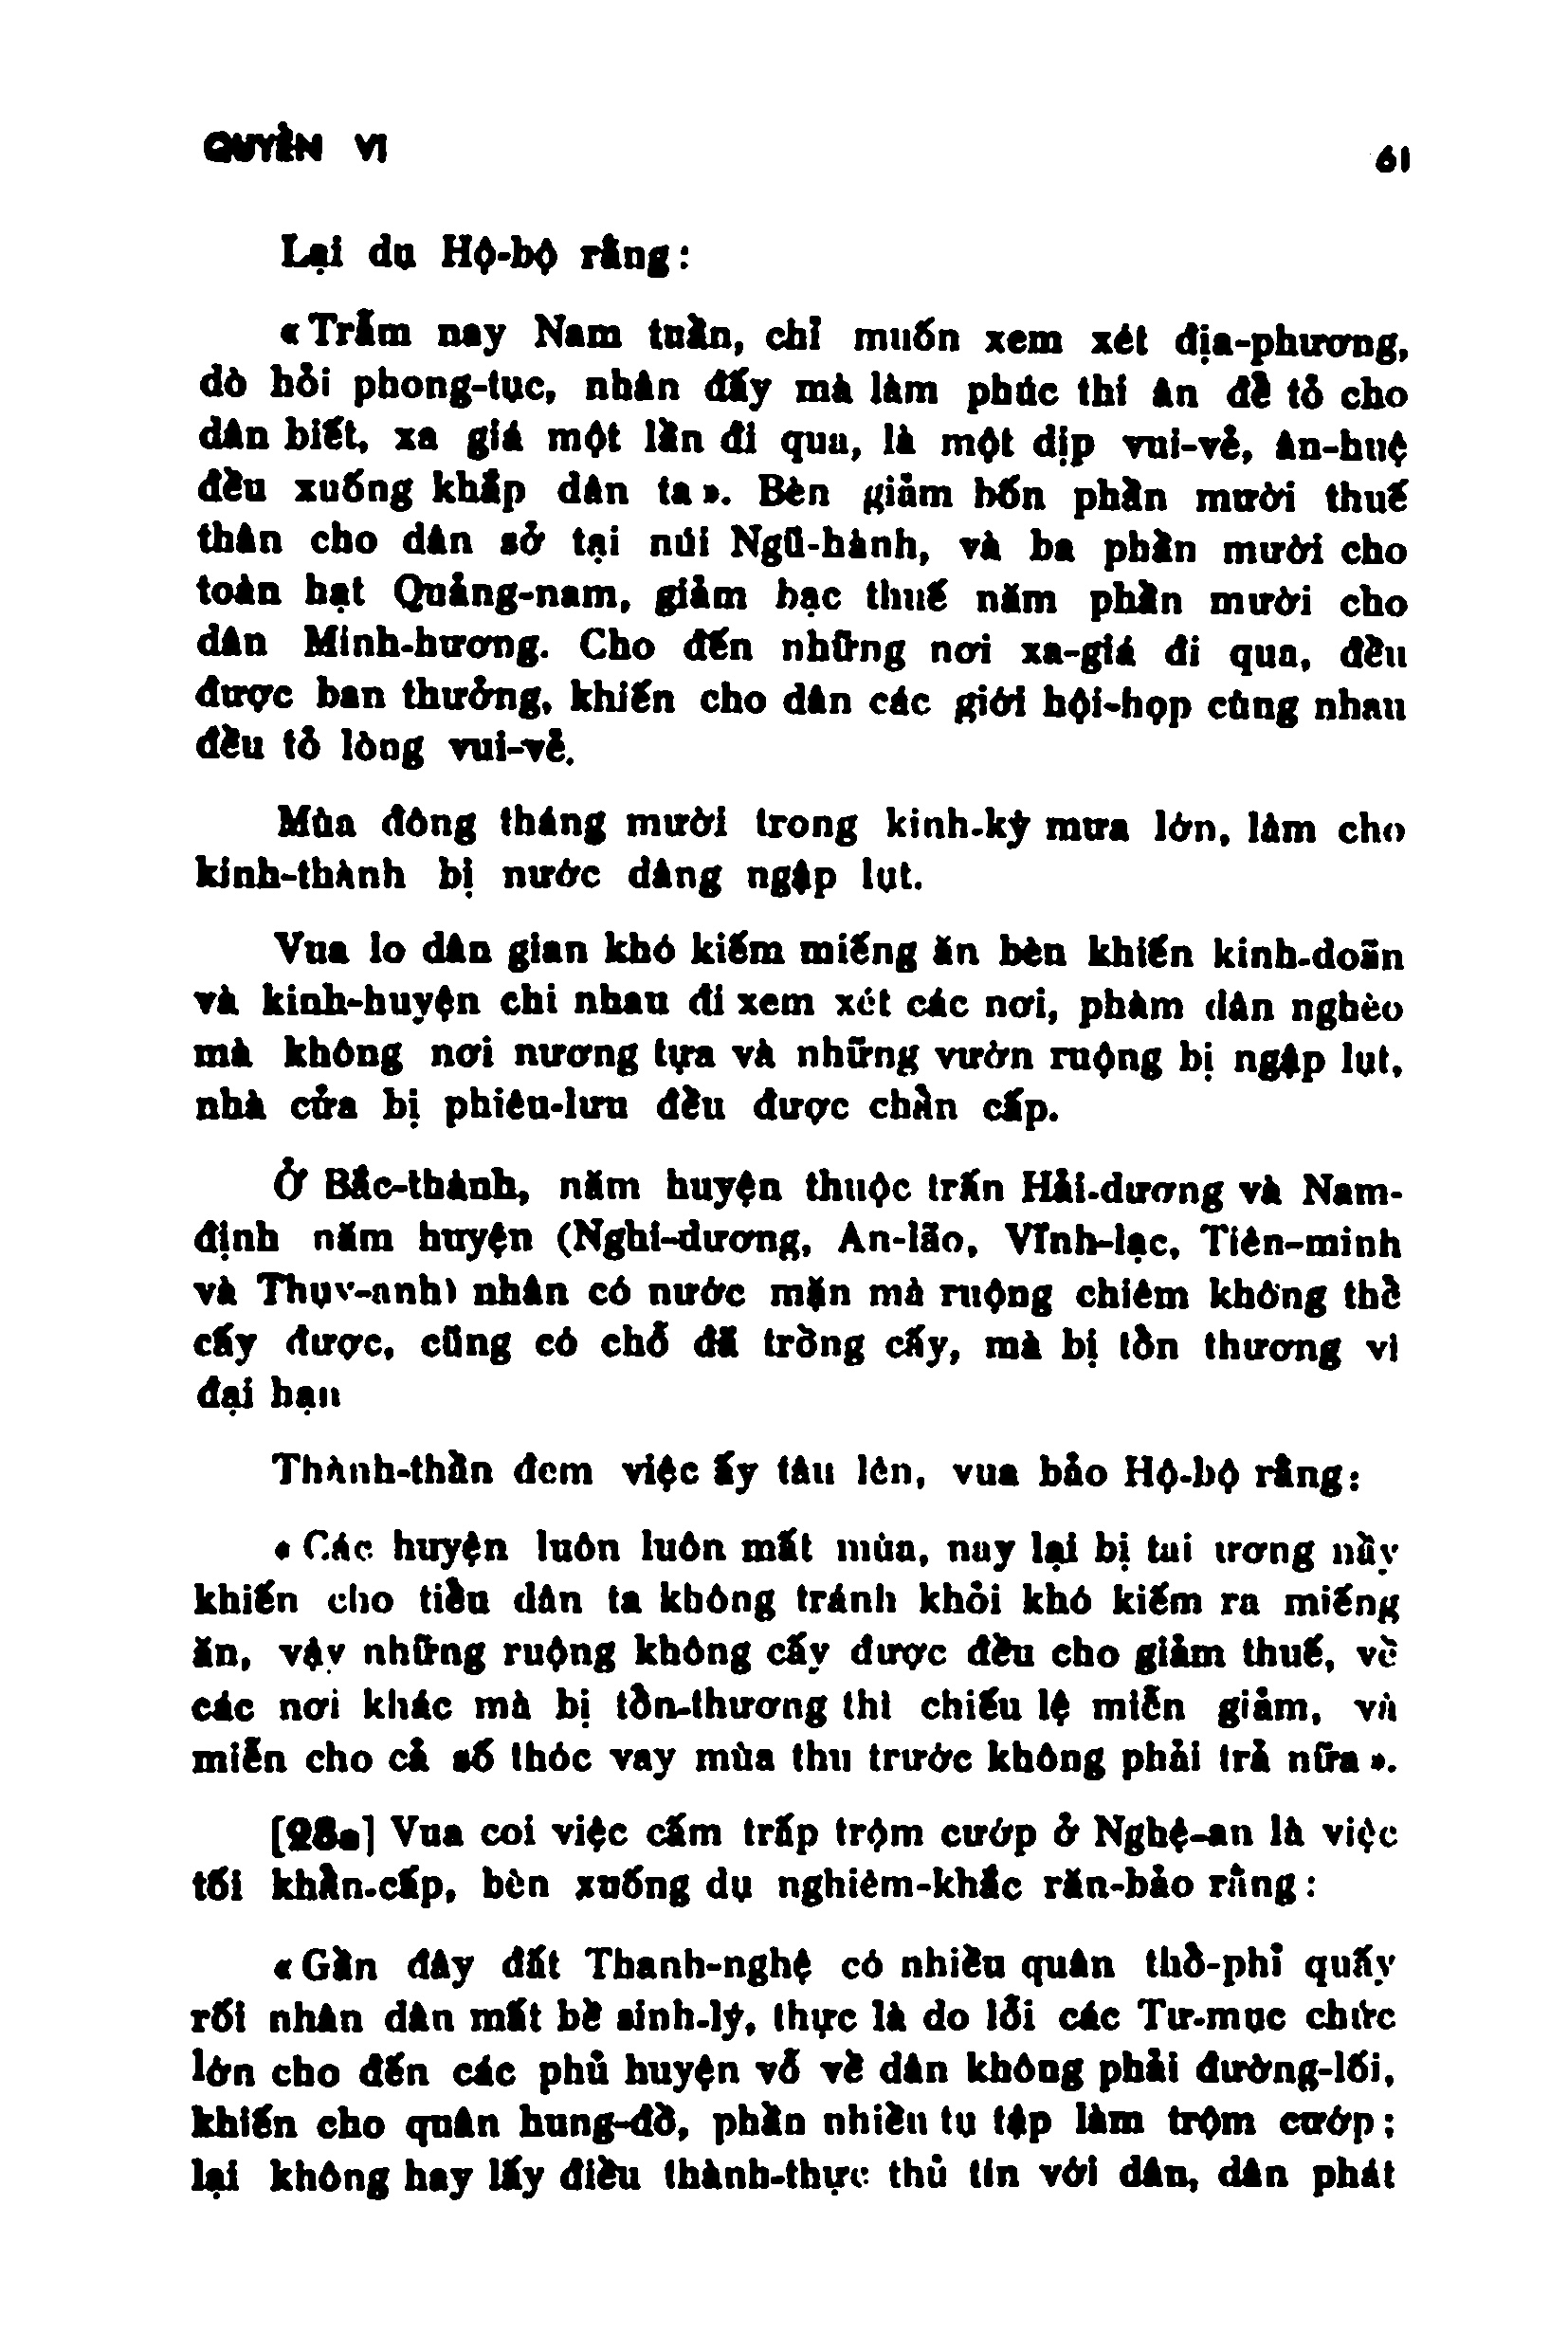 QUYỀN VI
61
Lại dụ Hộ-bộ rằng:
« Trẫm nay Nam tuần, chỉ muốn xem xét địa-phương,
dò hỏi phong-tục, nhân đấy mà làm phúc thi ân để tỏ cho
dân biết, xa giá một lần đi qua, là một dịp vui-vẻ, ân-huệ
đều xuống khắp dân ta ». Bèn giảm bốn phần mười thuế
thân cho dân sở tại núi Ngũ-hành, và ba phần mười cho
toàn hạt Quảng-nam, giảm bạc thuế năm phần mười cho
dân Minh-hương. Cho đến những nơi xa-giá đi qua, đều
được ban thưởng, khiến cho dân các giới hội-họp cùng nhau
đều tỏ lòng vui-vẻ.
Mùa đông tháng mười trong kinh-kỳ mưa lớn, làm cho
kinh-thành bị nước dâng ngập lụt.
Vua lo dân gian khó kiếm miếng ăn bèn khiến kinh-doãn
và kinh-huyện chi nhau đi xem xét các nơi, phàm dân nghèo
mà không nơi nương tựa và những vườn ruộng bị ngập lụt,
nhà cửa bị phiêu-lưu đều được chẩn cấp.
Ở Bắc-thành, năm huyện thuộc trấn Hải-dương và Nam-
định năm huyện (Nghi-dương, An-lão, Vĩnh-lạc, Tiên-minh
và Thụy-anh) nhân có nước mặn mà ruộng chiêm không thể
cấy được, cũng có chỗ đã trồng cấy, mà bị tổn thương vì
đại hạn
Thành-thần đem việc ấy tâu lên, vua bảo Hộ-bộ rằng:
« Các huyện luôn luôn mất mùa, nay lại bị tai ương nầy
khiến cho tiểu dân ta không tránh khỏi khó kiếm ra miếng
ăn, vậy những ruộng không cấy được đều cho giảm thuế, về
các nơi khác mà bị tổn-thương thì chiếu lệ miễn giảm, và
miễn cho cả số thóc vay mùa thu trước không phải trả nữa ».
[28a] Vua coi việc cấm trấp trộm cướp ở Nghệ-an là việc
tối khẩn-cấp, bèn xuống dụ nghiêm-khắc răn-bảo rằng:
« Gần đây đất Thanh-nghệ có nhiều quân thổ-phỉ quấy
rối nhân dân mất bề sinh-lý, thực là do lỗi các Tư-mục chức
lớn cho đến các phủ huyện vỗ về dân không phải đường-lối,
khiến cho quân hung-đồ, phần nhiều tụ tập làm trộm cướp;
lại không hay lấy điều thành-thực thủ tín với dân, dân phát